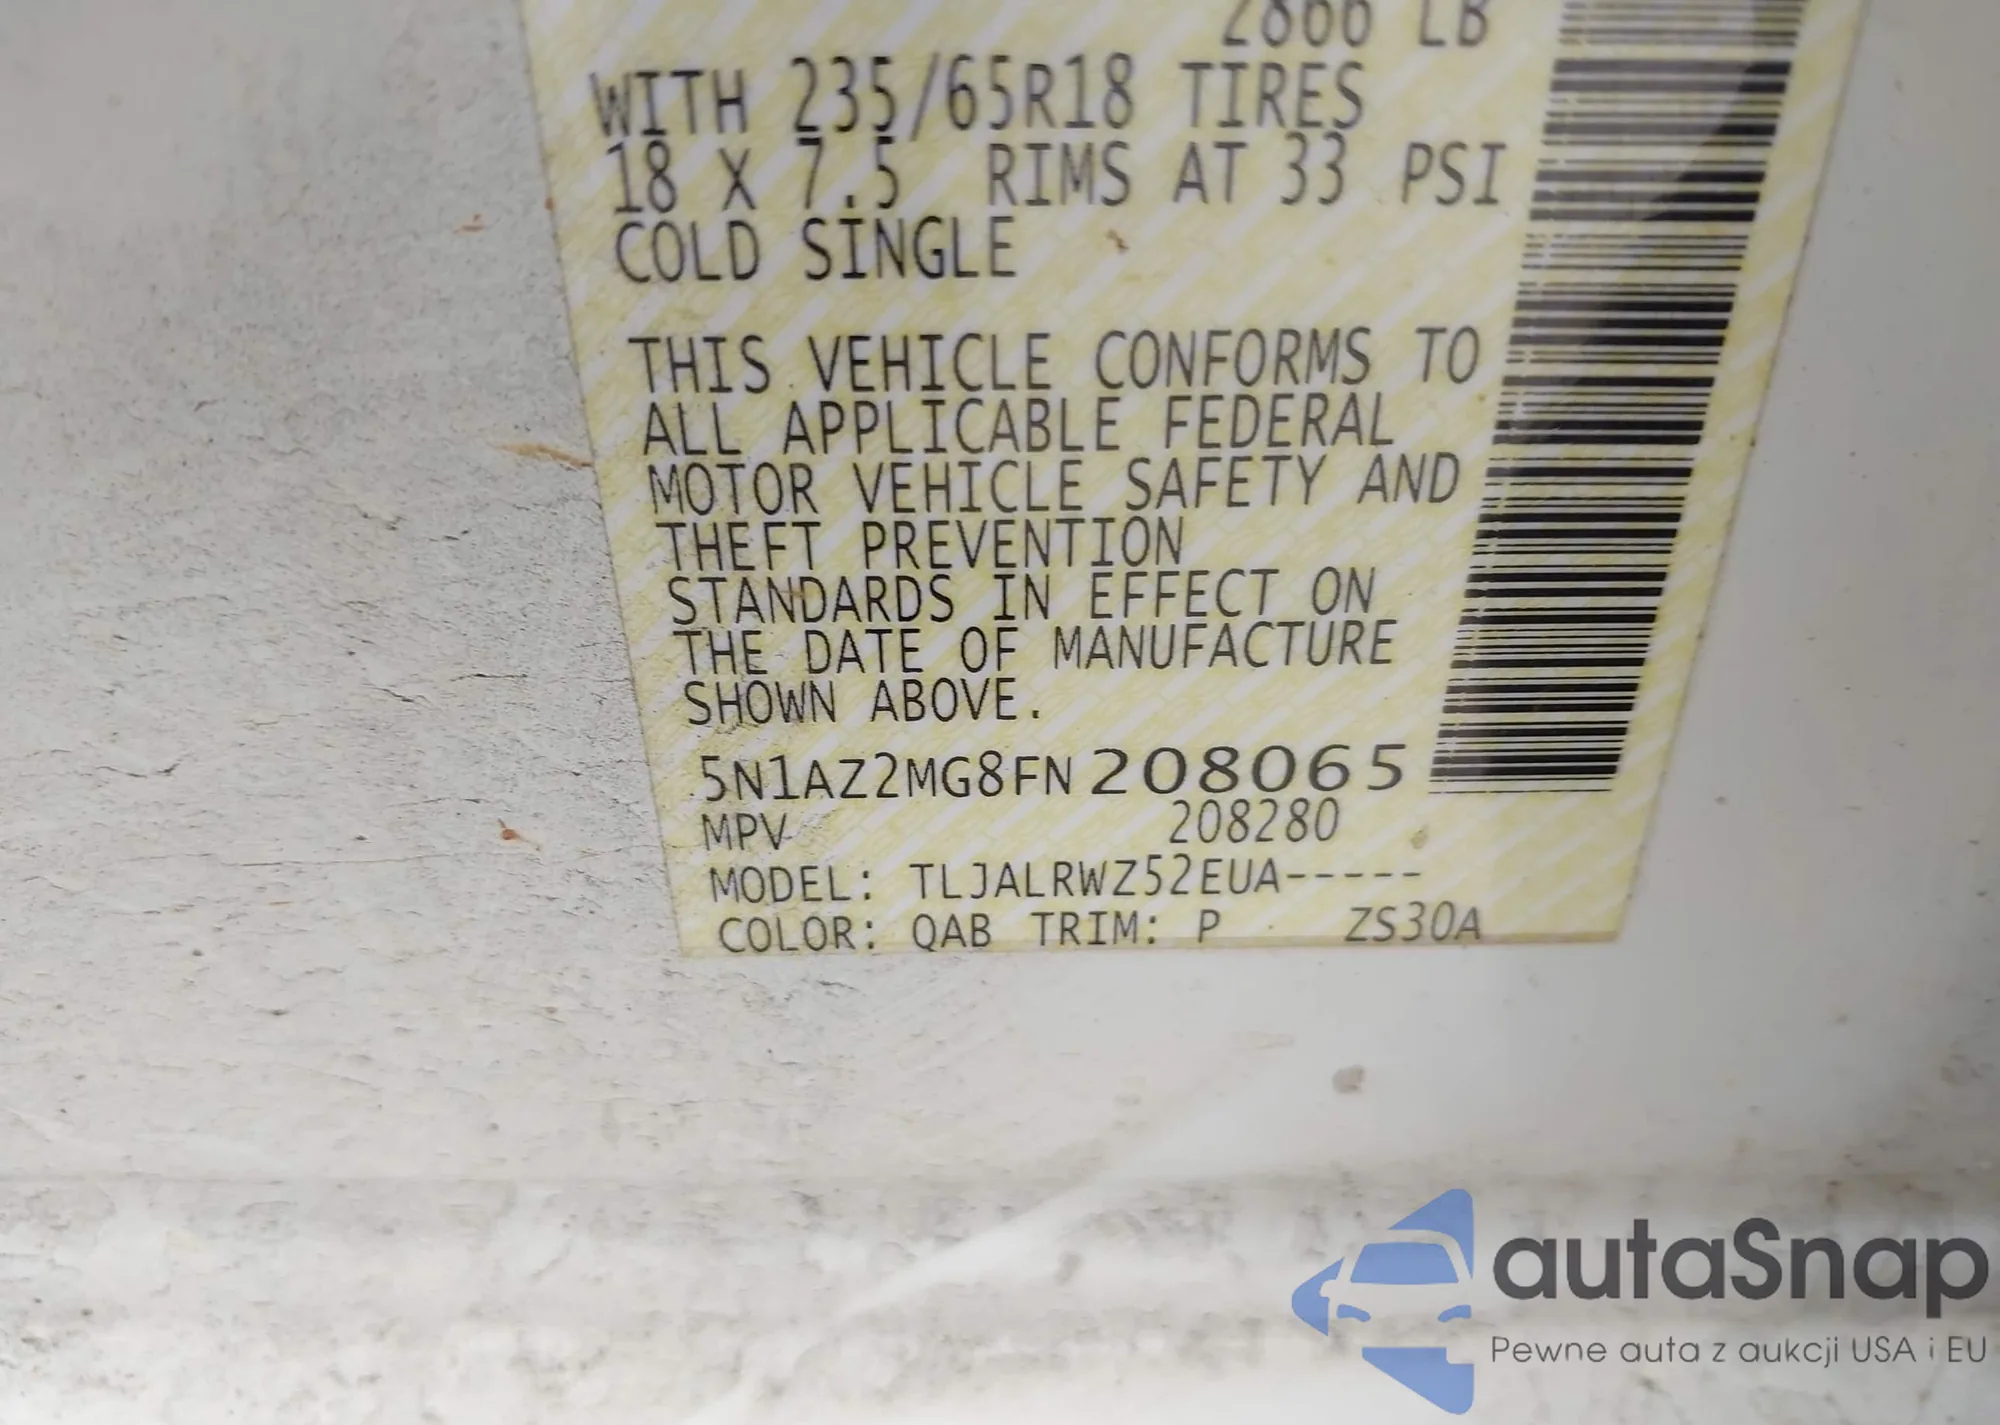 2866 LB
WITH 235/65R18 TIRES
18 X 7.5 RIMS AT 33 PSI
COLD SINGLE
THIS VEHICLE CONFORMS TO
ALL APPLICABLE FEDERAL
MOTOR VEHICLE SAFETY AND
THEFT PREVENTION
STANDARDS IN EFFECT ON
THE DATE OF MANUFACTURE
SHOWN ABOVE.
5N1AZ2MG8FN208065
MPV 208280
MODEL: TLJALRWZ52EUA-----
COLOR: QAB TRIM: P ZS30A
autaSnap
Pewne auta z aukcji USA i EU